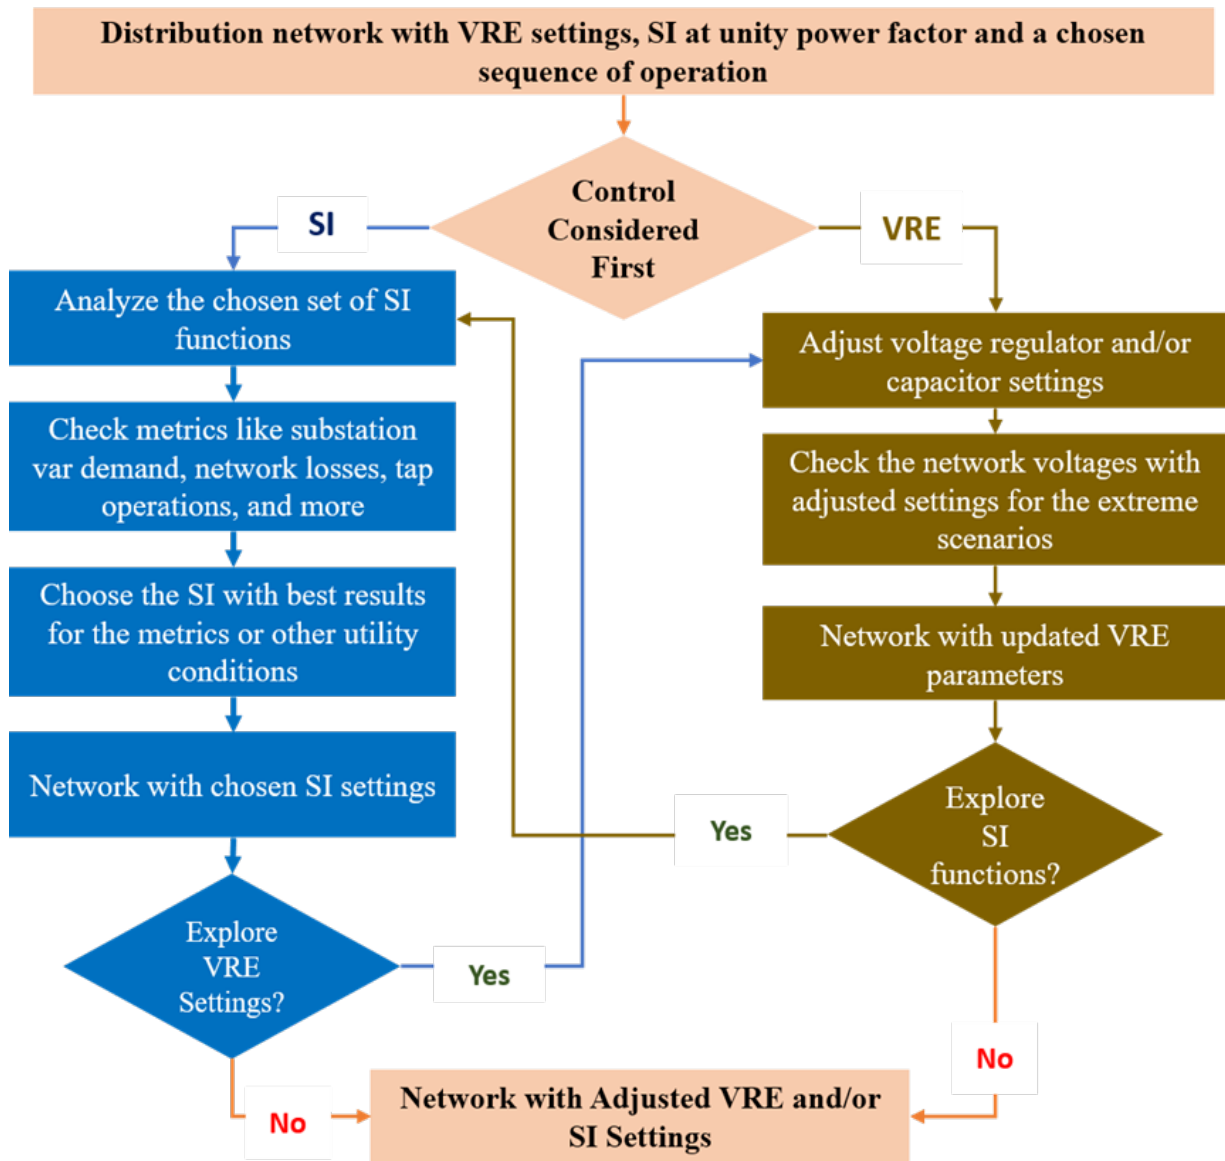 Distribution network with VRE settings, SI at unity power factor and a chosen
sequence of operation
Control
Considered
First
SI
VRE
Analyze the chosen set of SI
functions
Check metrics like substation
var demand, network losses, tap
operations, and more
Choose the SI with best results
for the metrics or other utility
conditions
Network with chosen SI settings
Explore
VRE
Settings?
Yes
No
Adjust voltage regulator and/or
capacitor settings
Check the network voltages with
adjusted settings for the extreme
scenarios
Network with updated VRE
parameters
Explore
SI
functions?
Yes
No
Network with Adjusted VRE and/or
SI Settings